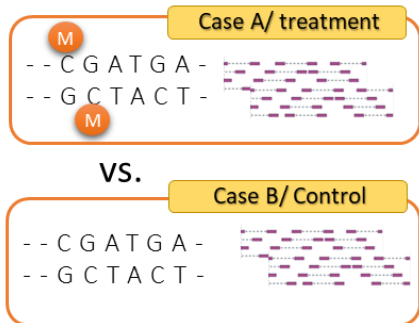 Case A/ treatment
M
- - C G A T G A -
- - G C T A C T -
M
VS.
Case B/ Control
- - C G A T G A -
- - G C T A C T -